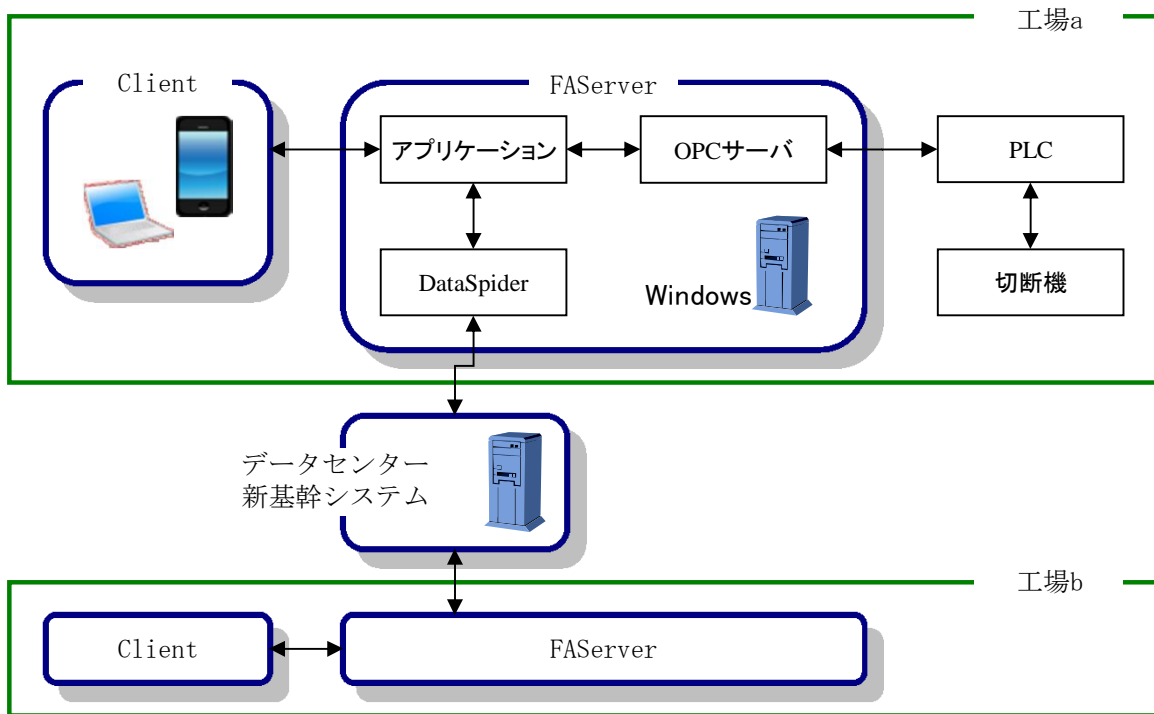 工場a
Client
FAServer
アプリケーション
OPCサーバ
PLC
DataSpider
Windows
切断機
データセンター
新基幹システム
工場b
Client
FAServer